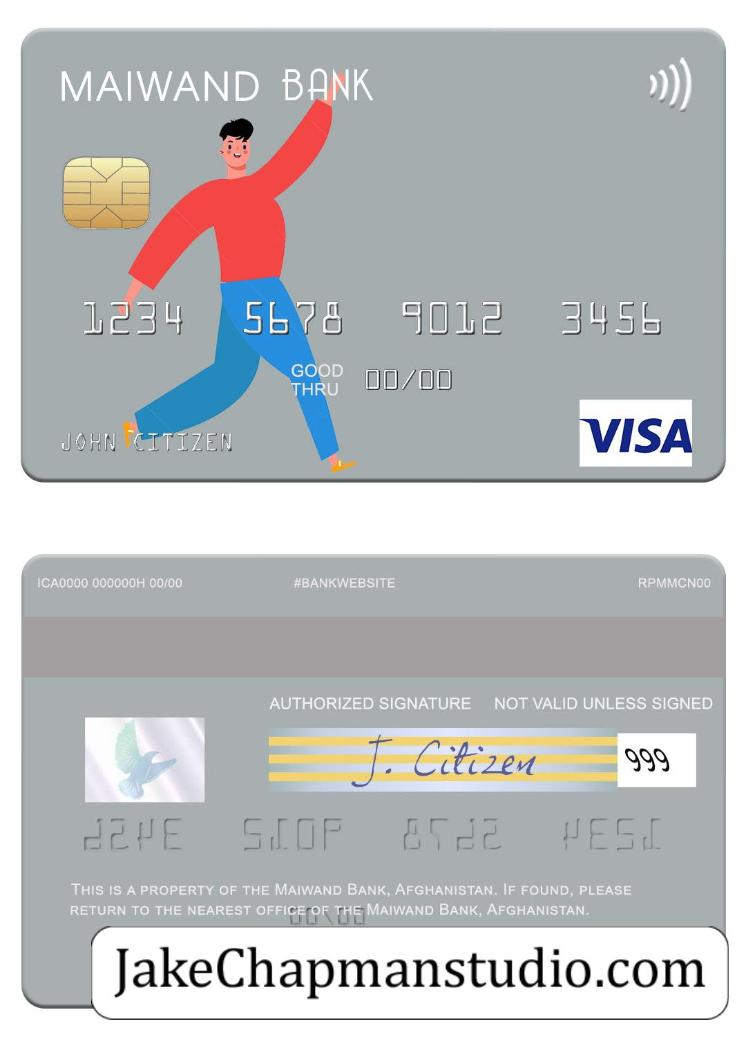 MAIWAND BANK
1234 5678 9012 3456
GOOD
THRU 00/00
JOHN CITIZEN
VISA
ICA0000 000000H 00/00 #BANKWEBSITE RPMMCN00
AUTHORIZED SIGNATURE NOT VALID UNLESS SIGNED
J. Citizen 999
THIS IS A PROPERTY OF THE MAIWAND BANK, AFGHANISTAN. IF FOUND, PLEASE
RETURN TO THE NEAREST OFFICE OF THE MAIWAND BANK, AFGHANISTAN.
JakeChapmanstudio.com